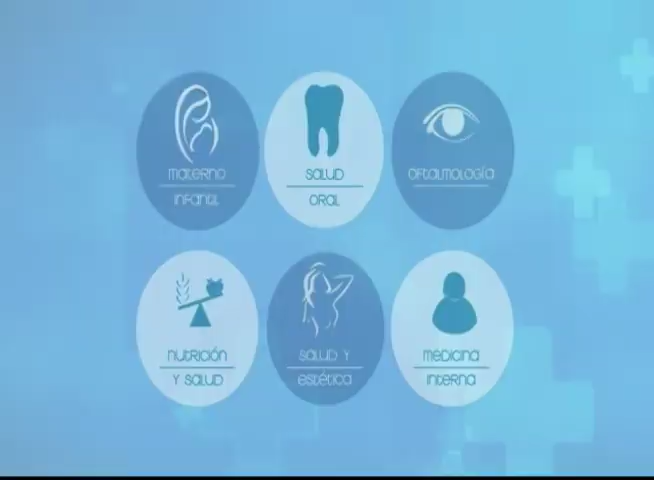 materno
infantil
salud
oral
oftalmología
nutrición
y salud
salud y
estética
medicina
interna